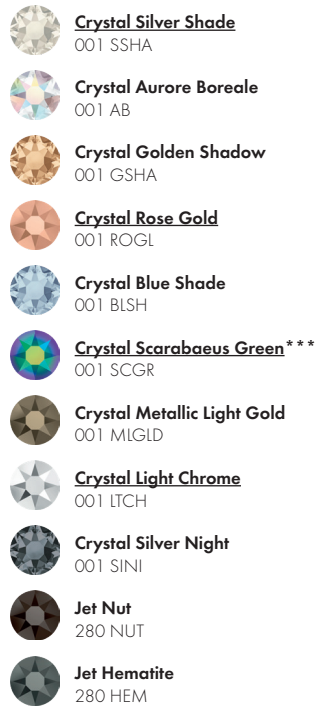 Crystal Silver Shade
001 SSHA
Crystal Aurore Boreale
001 AB
Crystal Golden Shadow
001 GSHA
Crystal Rose Gold
001 ROGL
Crystal Blue Shade
001 BLSH
Crystal Scarabaeus Green***
001 SCGR
Crystal Metallic Light Gold
001 MLGLD
Crystal Light Chrome
001 LTCH
Crystal Silver Night
001 SINI
Jet Nut
280 NUT
Jet Hematite
280 HEM